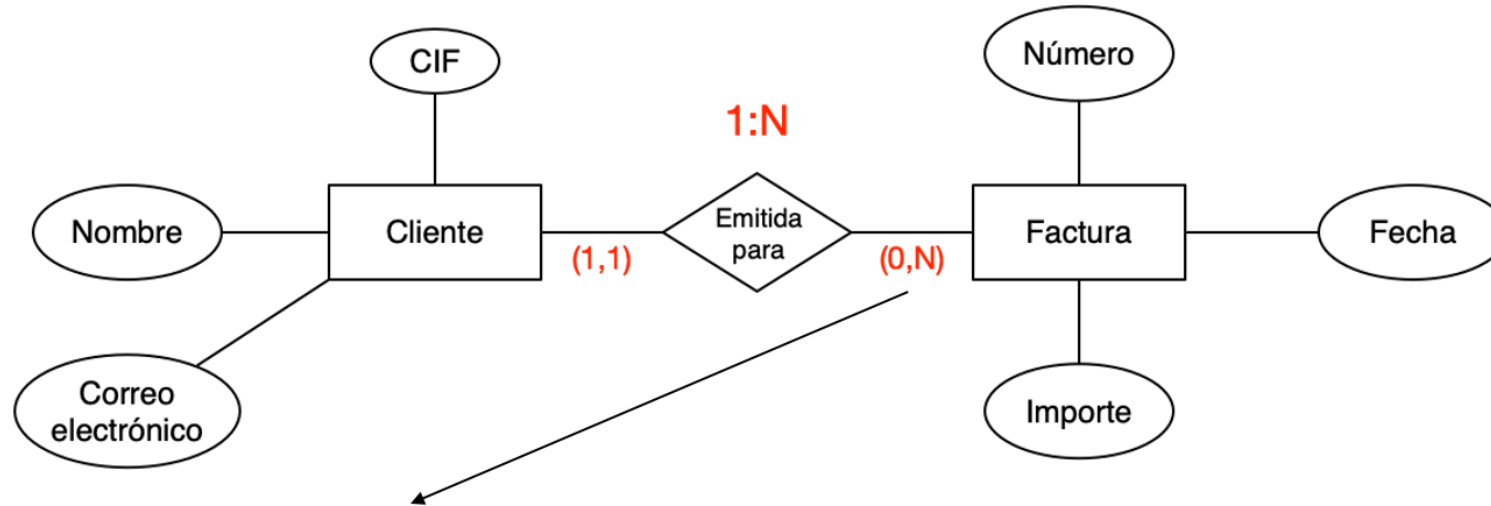 CIF
Número
1:N
Nombre
Cliente
Emitida
para
Factura
Fecha
(1,1)
(0,N)
Correo
electrónico
Importe